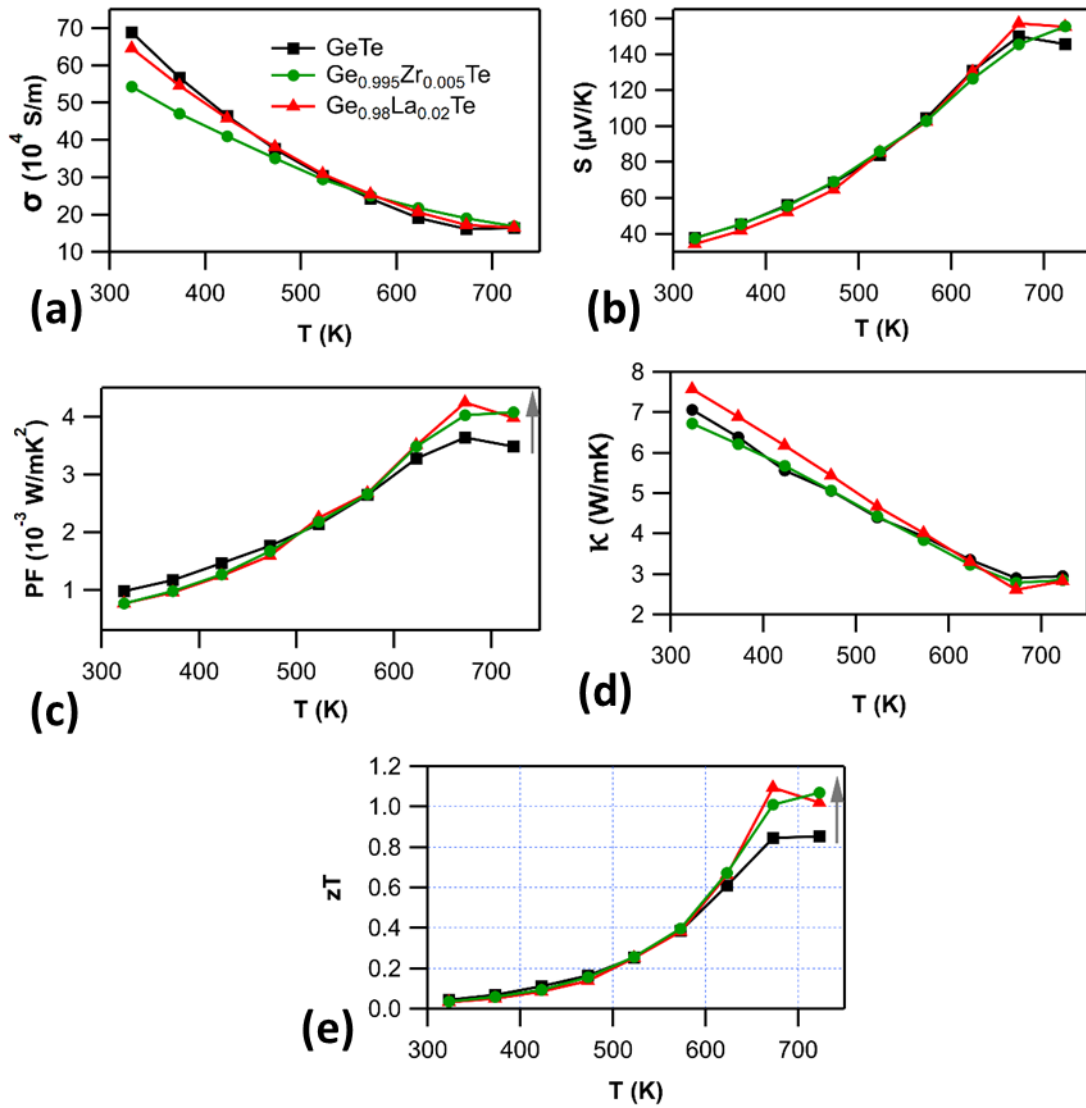 70
60
50
40
30
20
10
σ (10⁴ S/m)
GeTe
Ge₀.₉₉₅Zr₀.₀₀₅Te
Ge₀.₉₈La₀.₀₂Te
300 400 500 600 700
T (K)
(a)
160
140
120
100
80
60
40
S (µV/K)
300 400 500 600 700
T (K)
(b)
4
3
2
1
PF (10⁻³ W/mK²)
300 400 500 600 700
T (K)
(c)
8
7
6
5
4
3
2
κ (W/mK)
300 400 500 600 700
T (K)
(d)
1.2
1.0
0.8
0.6
0.4
0.2
0.0
zT
300 400 500 600 700
T (K)
(e)